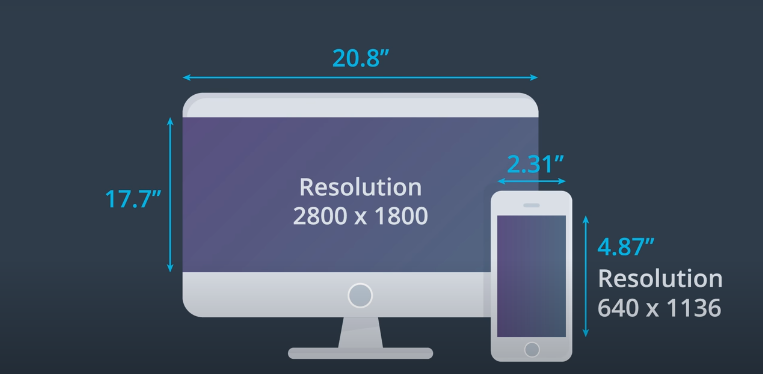 20.8”
17.7”
Resolution
2800 x 1800
2.31”
4.87”
Resolution
640 x 1136